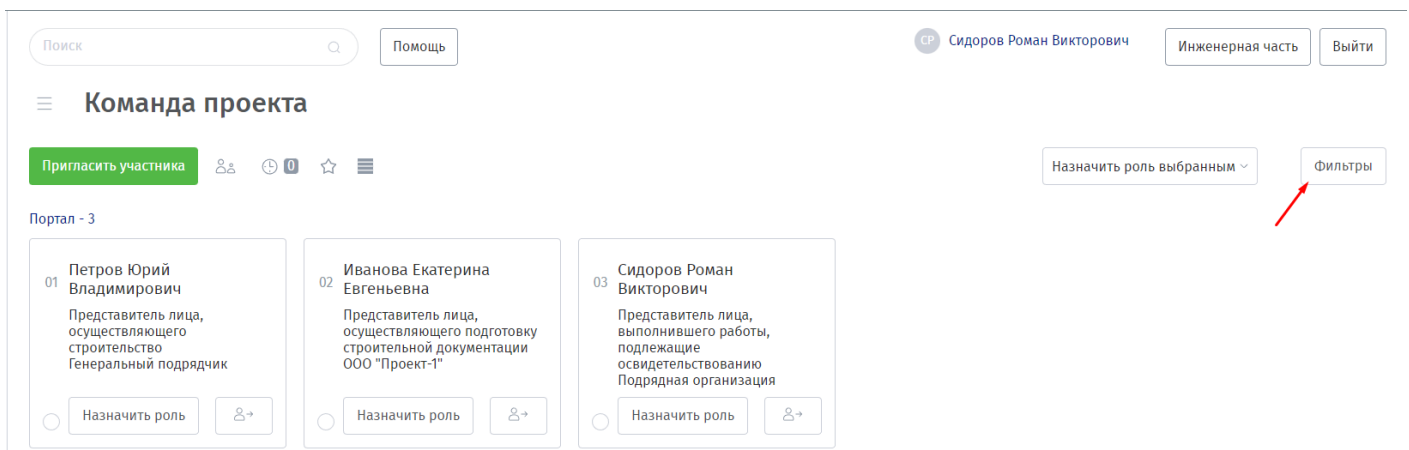 Поиск
Помощь
СР Сидоров Роман Викторович
Инженерная часть
Выйти
Команда проекта
Пригласить участника
0
Назначить роль выбранным
Фильтры
Портал - 3
01
Петров Юрий
Владимирович
Представитель лица,
осуществляющего
строительство
Генеральный подрядчик
Назначить роль
02
Иванова Екатерина
Евгеньевна
Представитель лица,
осуществляющего подготовку
строительной документации
ООО "Проект-1"
Назначить роль
03
Сидоров Роман
Викторович
Представитель лица,
выполнившего работы,
подлежащие
освидетельствованию
Подрядная организация
Назначить роль